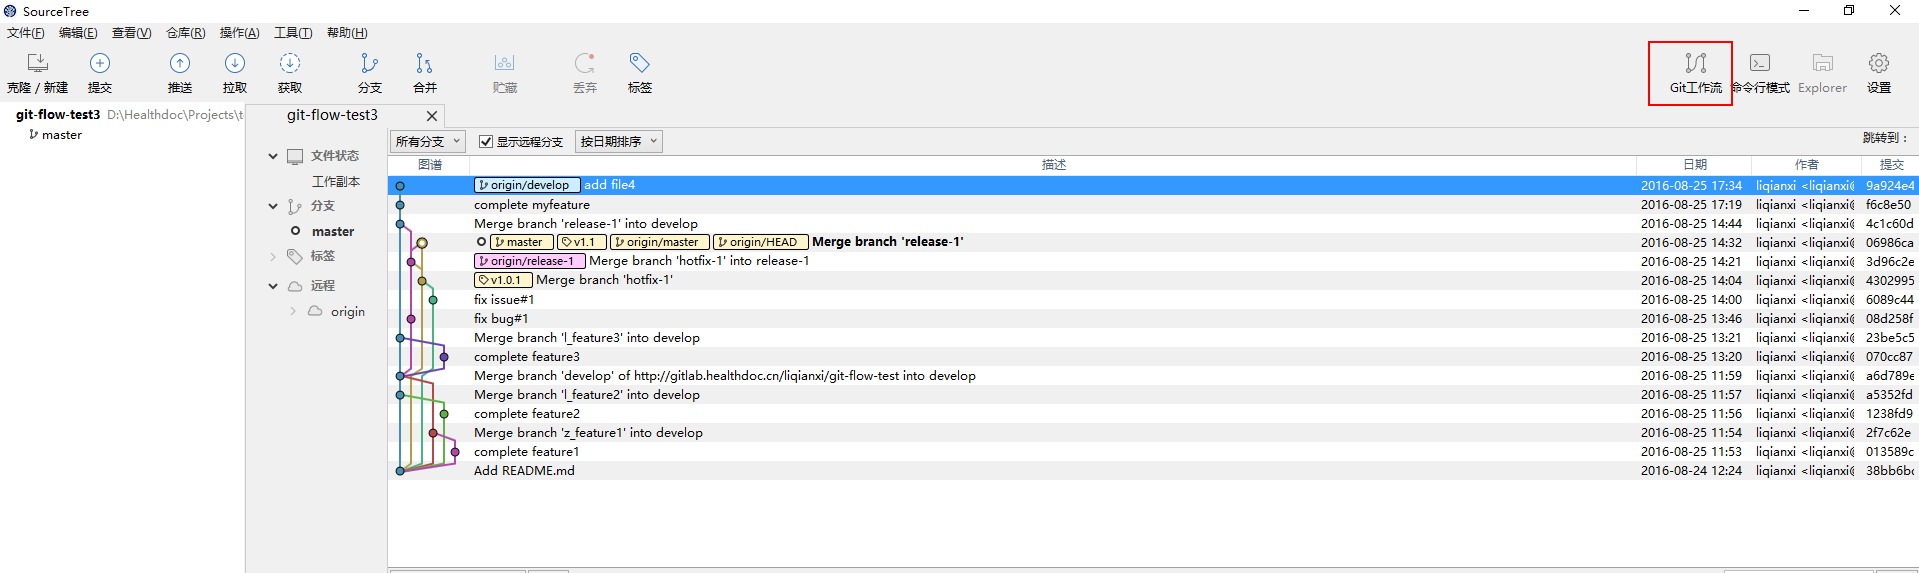 SourceTree
文件(F) 编辑(E) 查看(V) 仓库(R) 操作(A) 工具(T) 帮助(H)
克隆 / 新建 提交 推送 拉取 获取 分支 合并 贮藏 丢弃 标签 Git工作流 命令行模式 Explorer 设置
git-flow-test3 D:\Healthdoc\Projects\t
master
git-flow-test3
文件状态
工作副本
分支
master
标签
远程
origin
所有分支 显示远程分支 按日期排序 跳转到：
图谱 描述 日期 作者 提交
origin/develop add file4 2016-08-25 17:34 liqianxi <liqianxi@ 9a924e4
complete myfeature 2016-08-25 17:19 liqianxi <liqianxi@ f6c8e50
Merge branch 'release-1' into develop 2016-08-25 14:44 liqianxi <liqianxi@ 4c1c60d
master v1.1 origin/master origin/HEAD Merge branch 'release-1' 2016-08-25 14:32 liqianxi <liqianxi@ 06986ca
origin/release-1 Merge branch 'hotfix-1' into release-1 2016-08-25 14:21 liqianxi <liqianxi@ 3d96c2e
v1.0.1 Merge branch 'hotfix-1' 2016-08-25 14:04 liqianxi <liqianxi@ 4302995
fix issue#1 2016-08-25 14:00 liqianxi <liqianxi@ 6089c44
fix bug#1 2016-08-25 13:46 liqianxi <liqianxi@ 08d258f
Merge branch 'l_feature3' into develop 2016-08-25 13:21 liqianxi <liqianxi@ 23be5c5
complete feature3 2016-08-25 13:20 liqianxi <liqianxi@ 070cc87
Merge branch 'develop' of http://gitlab.healthdoc.cn/liqianxi/git-flow-test into develop 2016-08-25 11:59 liqianxi <liqianxi@ a6d789e
Merge branch 'l_feature2' into develop 2016-08-25 11:57 liqianxi <liqianxi@ a5352fd
complete feature2 2016-08-25 11:56 liqianxi <liqianxi@ 1238fd9
Merge branch 'z_feature1' into develop 2016-08-25 11:54 liqianxi <liqianxi@ 2f7c62e
complete feature1 2016-08-25 11:53 liqianxi <liqianxi@ 013589c
Add README.md 2016-08-24 12:24 liqianxi <liqianxi@ 38bb6bc